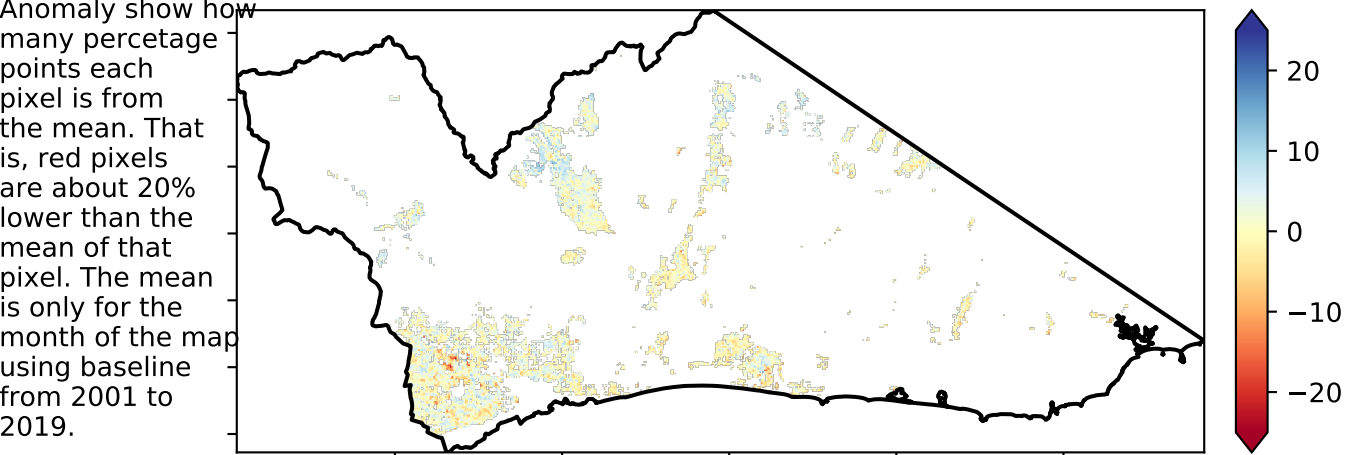 Anomaly show how
many percetage
points each
pixel is from
the mean. That
is, red pixels
are about 20%
lower than the
mean of that
pixel. The mean
is only for the
month of the map
using baseline
from 2001 to
2019.
20
10
0
−10
−20